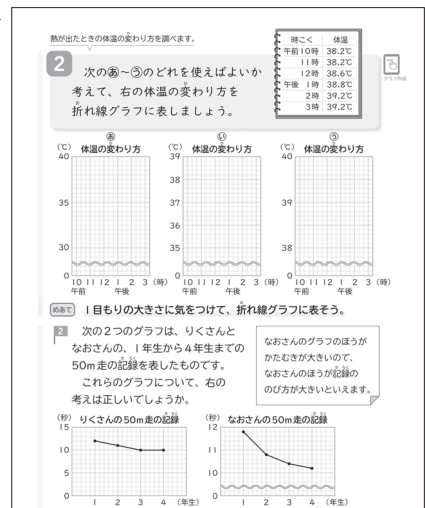 熱が出たときの体温の変わり方を調べます。
2
次のあ~うのどれを使えばよいか
考えて、右の体温の変わり方を
折れ線グラフに表しましょう。
時こく 体温
午前10時 38.2℃
11時 38.2℃
12時 38.6℃
午後 1時 38.8℃
2時 39.2℃
3時 39.2℃
グラフ作成
あ
(℃) 体温の変わり方
40
35
30
0
10 11 12 1 2 3 (時)
午前 午後
い
(℃) 体温の変わり方
39
38
37
36
35
0
10 11 12 1 2 3 (時)
午前 午後
う
(℃) 体温の変わり方
40
39
38
0
10 11 12 1 2 3 (時)
午前 午後
めあて 1目もりの大きさに気をつけて、折れ線グラフに表そう。
2
次の2つのグラフは、りくさんと
なおさんの、1年生から4年生までの
50m走の記録を表したものです。
これらのグラフについて、右の
考えは正しいでしょうか。
なおさんのグラフのほうが
かたむきが大きいので、
なおさんのほうが記録の
のび方が大きいといえます。
(秒) りくさんの50m走の記録
15
10
5
0
1 2 3 4 (年生)
(秒) なおさんの50m走の記録
12
11
10
0
1 2 3 4 (年生)